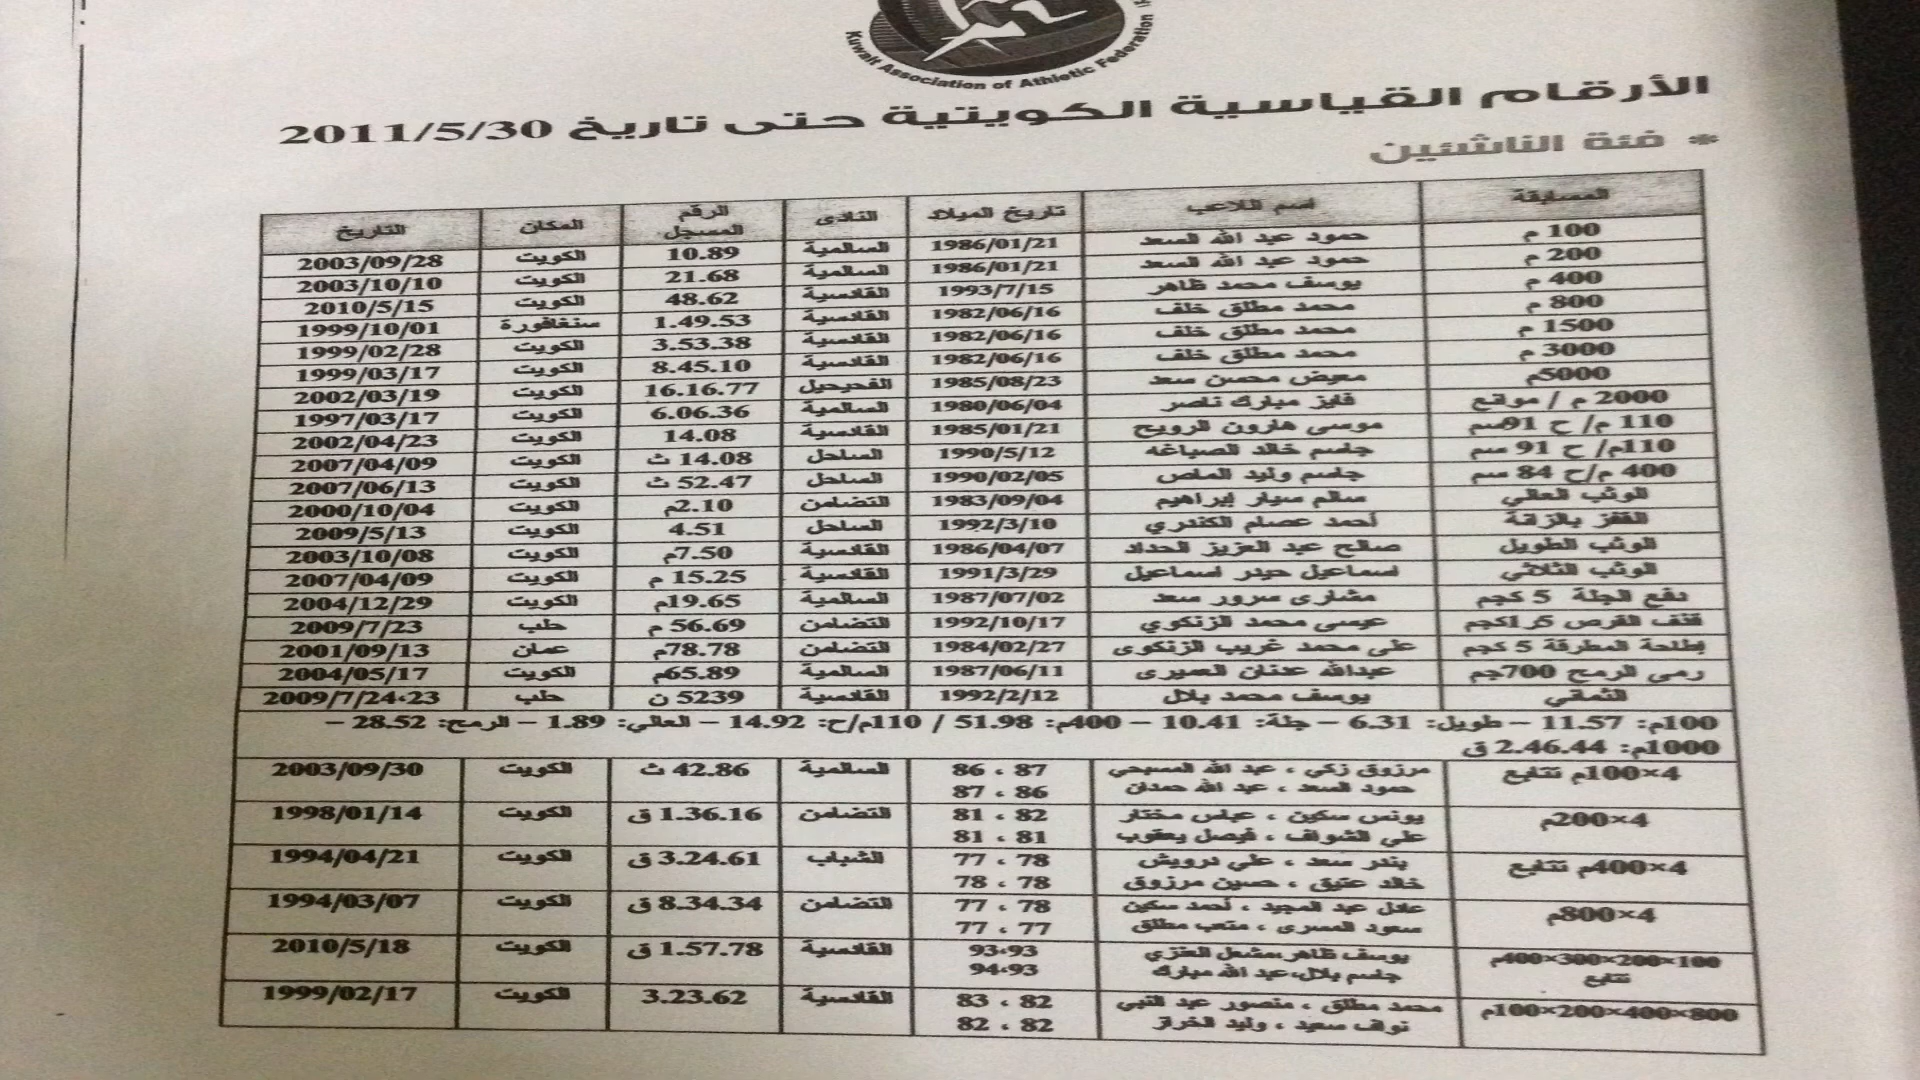 Kuwait Association of Athletic Federation
الأرقام القياسية الكويتية حتى تاريخ 2011/5/30
* فئة الناشئين
المسابقة اسم اللاعب تاريخ الميلاد النادى الرقم المسجل المكان التاريخ
100 م حمود عبد الله السعد 1986/01/21 السالمية 10.89 الكويت 2003/09/28
200 م حمود عبد الله السعد 1986/01/21 السالمية 21.68 الكويت 2003/10/10
400 م يوسف محمد ظاهر 1993/7/15 القادسية 48.62 الكويت 2010/5/15
800 م محمد مطلق خلف 1982/06/16 القادسية 1.49.53 سنغافورة 1999/10/01
1500 م محمد مطلق خلف 1982/06/16 القادسية 3.53.38 الكويت 1999/02/28
3000 م محمد مطلق خلف 1982/06/16 القادسية 8.45.10 الكويت 1999/03/17
5000م معيض محسن سعد 1985/08/23 الفحيحيل 16.16.77 الكويت 2002/03/19
2000 م / موانع فايز مبارك ناصر 1980/06/04 السالمية 6.06.36 الكويت 1997/03/17
110 م/ ح 91سم موسى هارون الرويح 1985/01/21 القادسية 14.08 الكويت 2002/04/23
110م/ ح 91 سم جاسم خالد الصباغه 1990/5/12 الساحل 14.08 ث الكويت 2007/04/09
400 م/ح 84 سم جاسم وليد الماص 1990/02/05 الساحل 52.47 ث الكويت 2007/06/13
الوثب العالي سالم سيار إبراهيم 1983/09/04 التضامن 2.10م الكويت 2000/10/04
القفز بالزانة أحمد عصام الكندري 1992/3/10 الساحل 4.51 الكويت 2009/5/13
الوثب الطويل صالح عبد العزيز الحداد 1986/04/07 القادسية 7.50م الكويت 2003/10/08
الوثب الثلاثي اسماعيل حيدر اسماعيل 1991/3/29 القادسية 15.25 م الكويت 2007/04/09
دفع الجلة 5 كجم مشارى سرور سعد 1987/07/02 السالمية 19.65م الكويت 2004/12/29
قذف القرص 1,5كجم عيسى محمد الزنكوي 1992/10/17 التضامن 56.69 م حلب 2009/7/23
إطاحة المطرقة 5 كجم على محمد غريب الزنكوى 1984/02/27 التضامن 78.78م عمان 2001/09/13
رمى الرمح 700جم عبدالله عدنان العميرى 1987/06/11 السالمية 65.89م الكويت 2004/05/17
الثماني يوسف محمد بلال 1992/2/12 القادسية 5239 ن حلب 2009/7/24،23
100م: 11.57 – طويل: 6.31 – جلة: 10.41 – 400م: 51.98 / 110م/ح: 14.92 – العالي: 1.89 – الرمح: 28.52 –
1000م: 2.46.44 ق
4×100م تتابع مرزوق زكي ، عبد الله المسبحي 87 ، 86 السالمية 42.86 ث الكويت 2003/09/30
حمود السعد ، عبد الله حمدان 86 ، 87
4×200م يونس سكين ، عباس مختار 82 ، 81 التضامن 1.36.16 ق الكويت 1998/01/14
علي الشواف ، فيصل يعقوب 81 ، 81
4×400م تتابع بندر سعد ، علي درويش 78 ، 77 الشباب 3.24.61 ق الكويت 1994/04/21
خالد عتيق ، حسين مرزوق 78 ، 78
4×800م عادل عبد المجيد ، أحمد سكين 78 ، 77 التضامن 8.34.34 ق الكويت 1994/03/07
سعود المصرى ، متعب مطلق 77 ، 77
100×200×300×400م يوسف ظاهر،مشعل العنزي 93،93 القادسية 1.57.78 ق الكويت 2010/5/18
تتابع جاسم بلال،عبد الله مبارك 94،93
800×400×200×100م محمد مطلق ، منصور عبد النبي 82 ، 83 القادسية 3.23.62 الكويت 1999/02/17
نواف سعيد ، وليد الخراز 82 ، 82